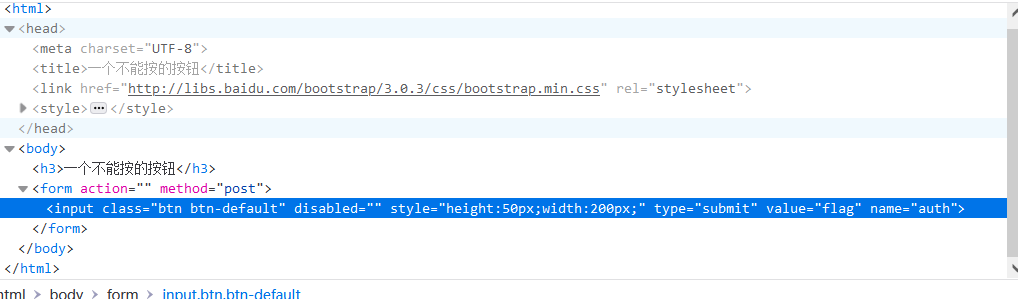 <html>
<head>
<meta charset="UTF-8">
<title>一个不能按的按钮</title>
<link href="http://libs.baidu.com/bootstrap/3.0.3/css/bootstrap.min.css" rel="stylesheet">
<style>…</style>
</head>
<body>
<h3>一个不能按的按钮</h3>
<form action="" method="post">
<input class="btn btn-default" disabled="" style="height:50px;width:200px;" type="submit" value="flag" name="auth">
</form>
</body>
</html>
html > body > form > input.btn.btn-default